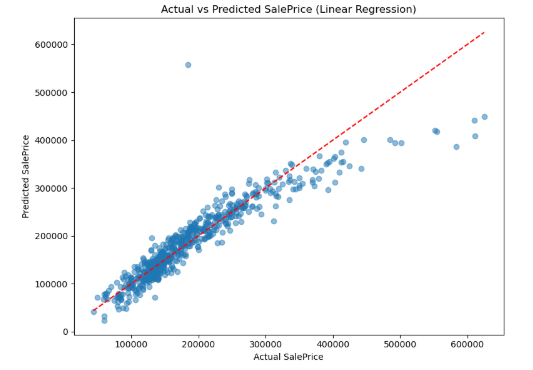 Actual vs Predicted SalePrice (Linear Regression)
600000
500000
400000
300000
200000
100000
0
Predicted SalePrice
100000 200000 300000 400000 500000 600000
Actual SalePrice